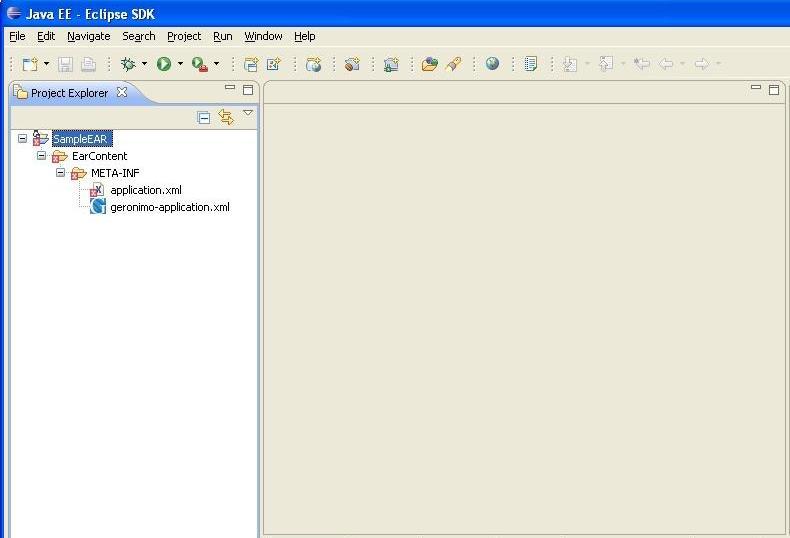 Java EE - Eclipse SDK
File Edit Navigate Search Project Run Window Help
Project Explorer
SampleEAR
EarContent
META-INF
application.xml
geronimo-application.xml